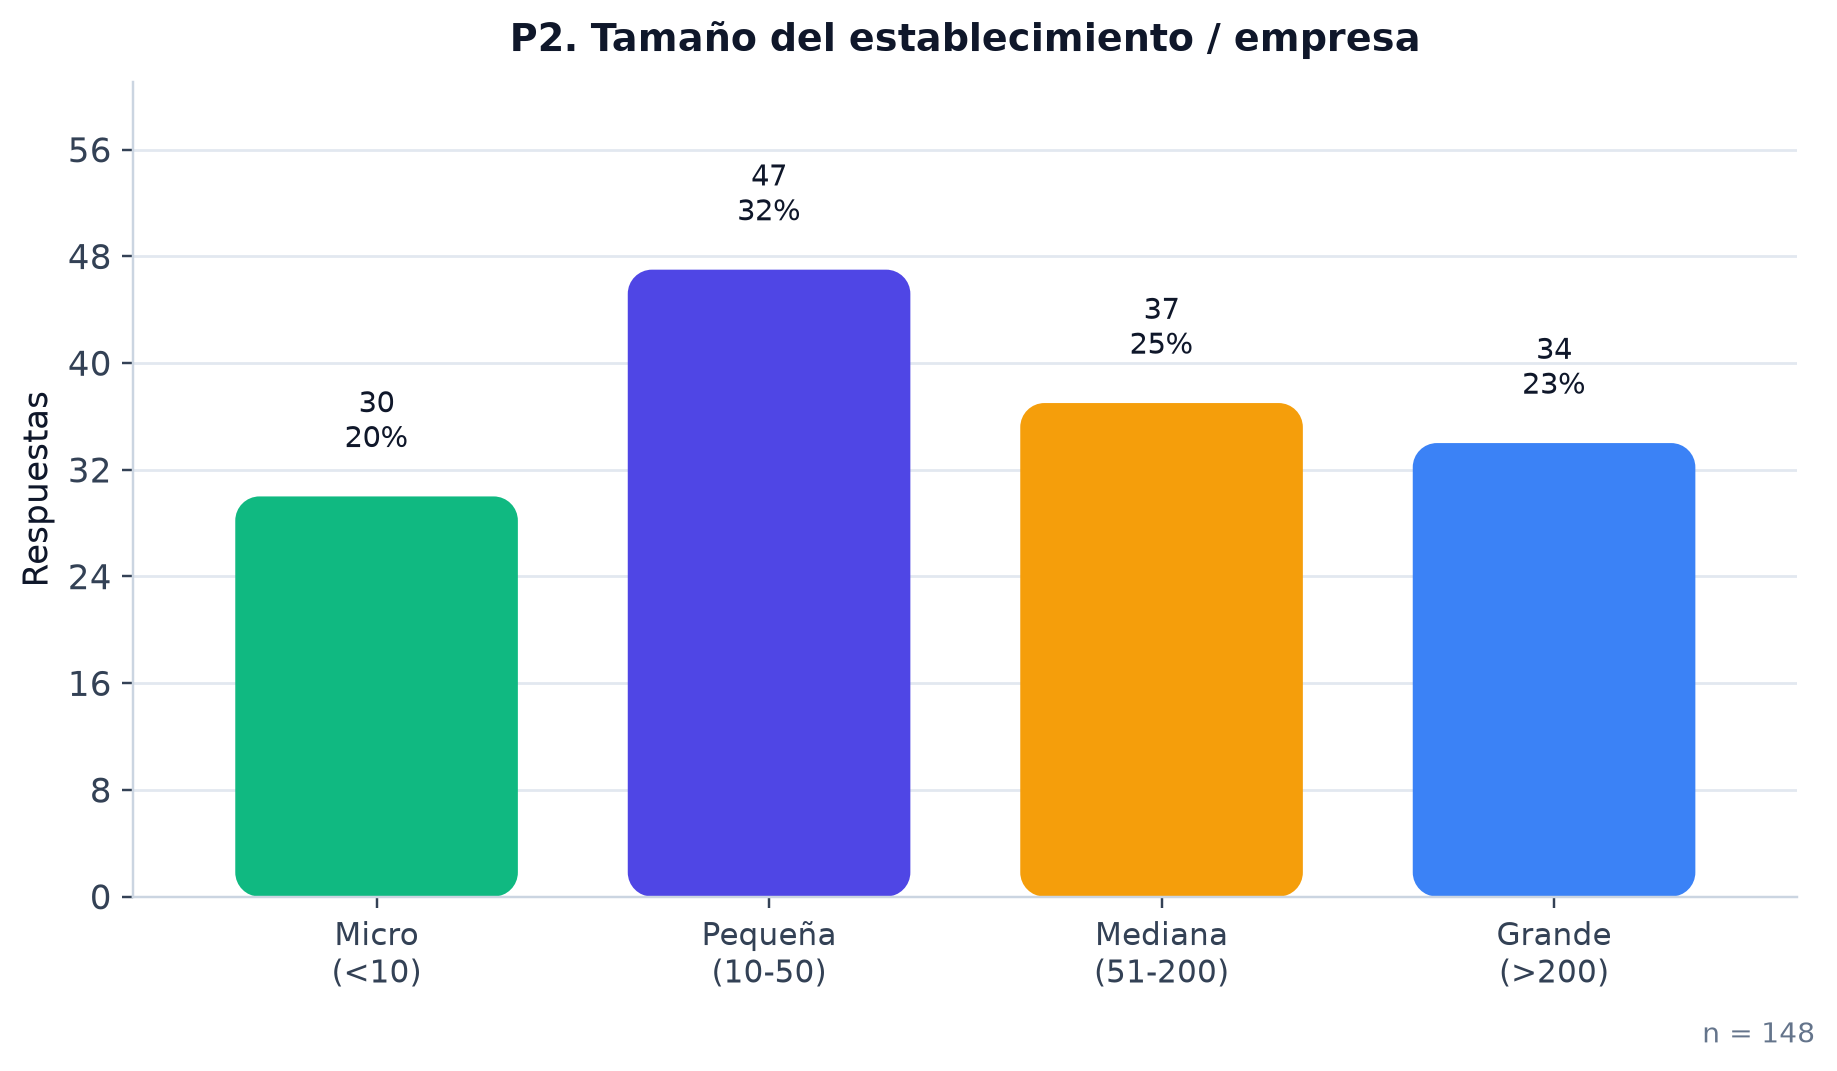 P2. Tamaño del establecimiento / empresa
Respuestas
56
48
40
32
24
16
8
0
30
20%
47
32%
37
25%
34
23%
Micro
(<10)
Pequeña
(10-50)
Mediana
(51-200)
Grande
(>200)
n = 148